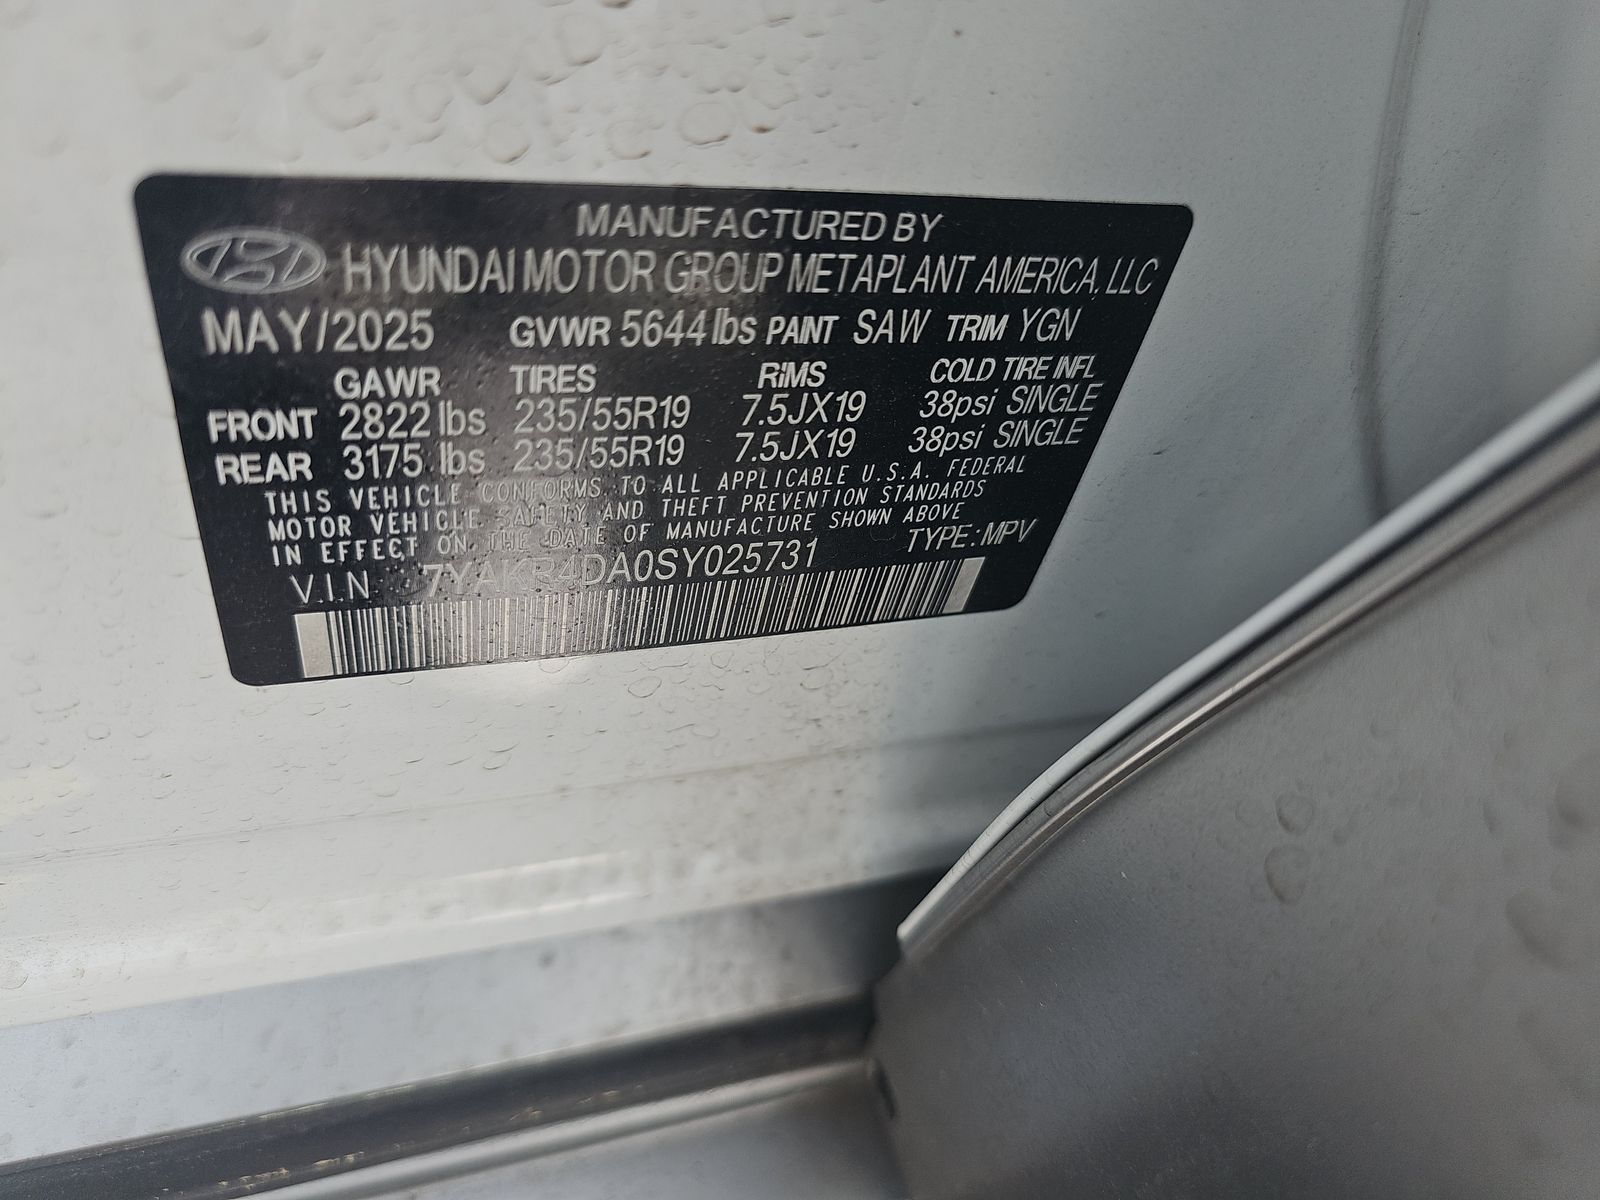 MANUFACTURED BY
HYUNDAI MOTOR GROUP METAPLANT AMERICA, LLC
MAY/2025 GVWR 5644 lbs PAINT SAW TRIM YGN
GAWR TIRES RiMS COLD TIRE INFL
FRONT 2822 lbs 235/55R19 7.5JX19 38psi SINGLE
REAR 3175 lbs 235/55R19 7.5JX19 38psi SINGLE
THIS VEHICLE CONFORMS TO ALL APPLICABLE U.S.A. FEDERAL
MOTOR VEHICLE SAFETY AND THEFT PREVENTION STANDARDS
IN EFFECT ON THE DATE OF MANUFACTURE SHOWN ABOVE
V.I.N 7YAKR4DA0SY025731 TYPE: MPV